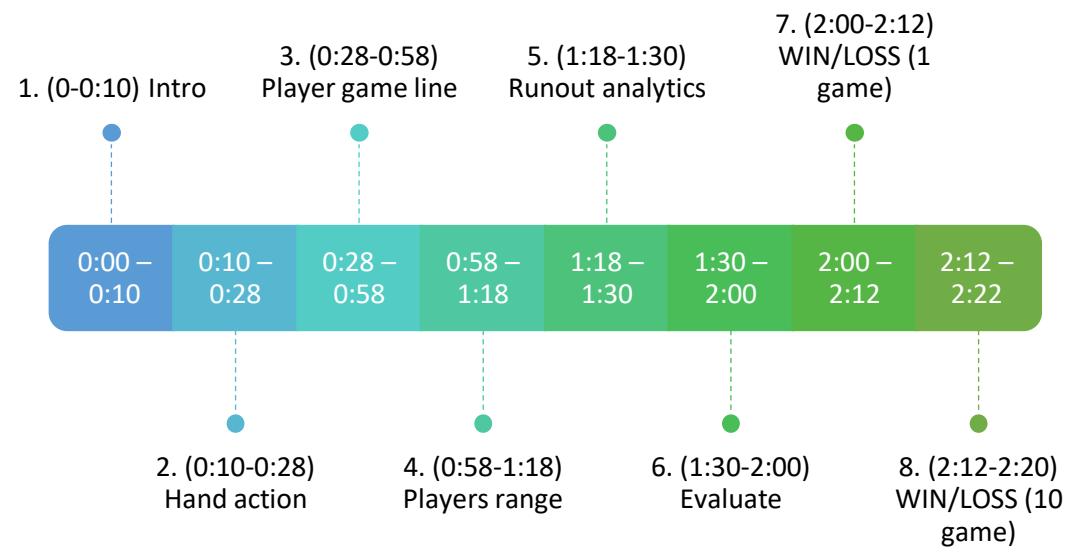 1. (0-0:10) Intro
3. (0:28-0:58)
Player game line
5. (1:18-1:30)
Runout analytics
7. (2:00-2:12)
WIN/LOSS (1
game)
0:00 –
0:10
0:10 –
0:28
0:28 –
0:58
0:58 –
1:18
1:18 –
1:30
1:30 –
2:00
2:00 –
2:12
2:12 –
2:22
2. (0:10-0:28)
Hand action
4. (0:58-1:18)
Players range
6. (1:30-2:00)
Evaluate
8. (2:12-2:20)
WIN/LOSS (10
game)